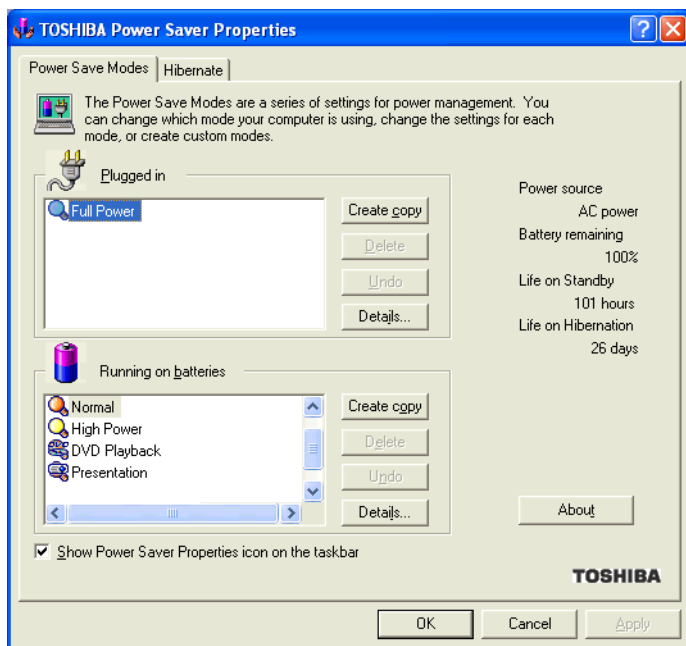 TOSHIBA Power Saver Properties
Power Save Modes
Hibernate
The Power Save Modes are a series of settings for power management. You
can change which mode your computer is using, change the settings for each
mode, or create custom modes.
Plugged in
Full Power
Create copy
Delete
Undo
Details...
Power source
AC power
Battery remaining
100%
Life on Standby
101 hours
Life on Hibernation
26 days
Running on batteries
Normal
High Power
DVD Playback
Presentation
Create copy
Delete
Undo
Details...
About
Show Power Saver Properties icon on the taskbar
TOSHIBA
OK
Cancel
Apply